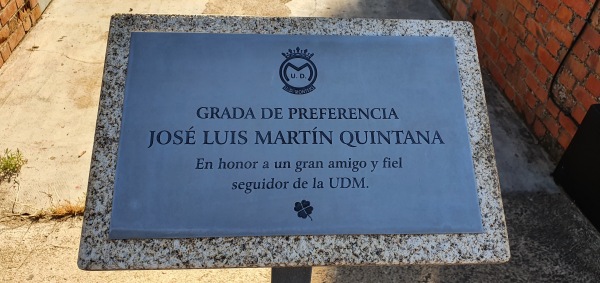 U.D.
GRADA DE PREFERENCIA
JOSÉ LUIS MARTÍN QUINTANA
En honor a un gran amigo y fiel
seguidor de la UDM.